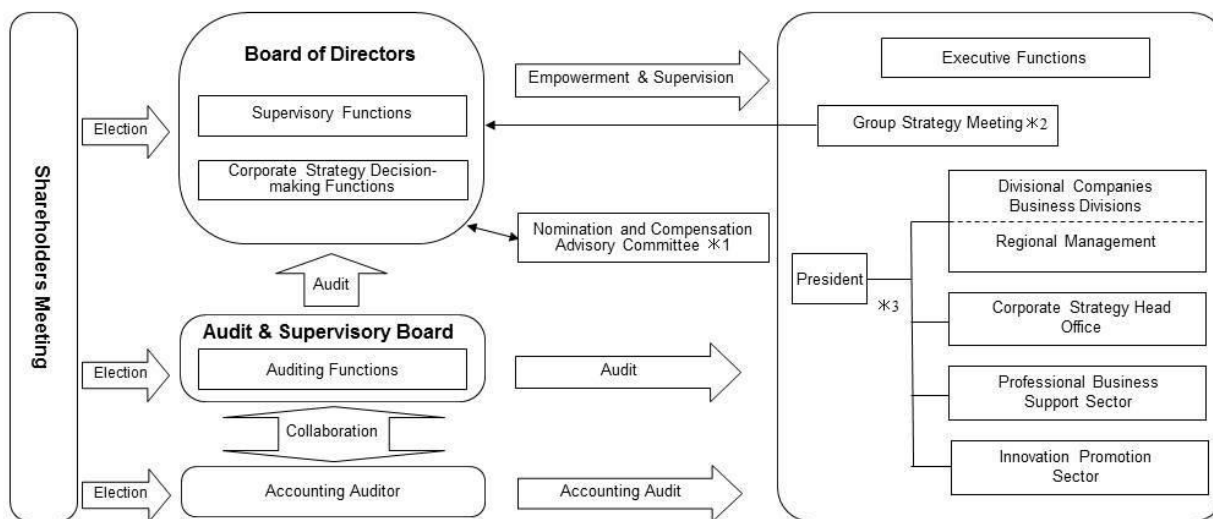 Shareholders Meeting
Election
Board of Directors
Supervisory Functions
Corporate Strategy Decision-
making Functions
Empowerment & Supervision
Executive Functions
Group Strategy Meeting ＊2
Nomination and Compensation
Advisory Committee ＊1
Divisional Companies
Business Divisions
Regional Management
President
＊3
Corporate Strategy Head
Office
Professional Business
Support Sector
Innovation Promotion
Sector
Audit
Audit & Supervisory Board
Election
Auditing Functions
Audit
Collaboration
Election
Accounting Auditor
Accounting Audit